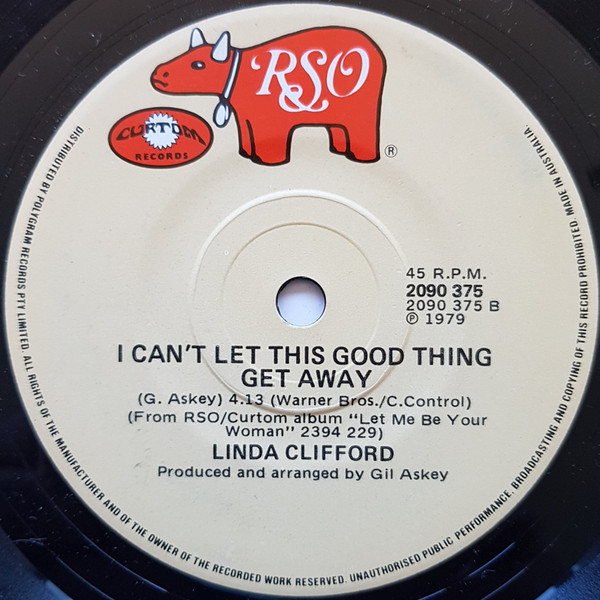 RSO
®
CURTOM
RECORDS
45 R.P.M.
2090 375
2090 375 B
℗ 1979
I CAN'T LET THIS GOOD THING
GET AWAY
(G. Askey) 4.13 (Warner Bros./C.Control)
(From RSO/Curtom album "Let Me Be Your
Woman" 2394 229)
LINDA CLIFFORD
Produced and arranged by Gil Askey
DISTRIBUTED BY POLYGRAM RECORDS PTY LIMITED. ALL RIGHTS OF THE MANUFACTURER AND OF THE OWNER OF THE RECORDED WORK RESERVED. UNAUTHORISED PUBLIC PERFORMANCE, BROADCASTING AND COPYING OF THIS RECORD PROHIBITED. MADE IN AUSTRALIA.